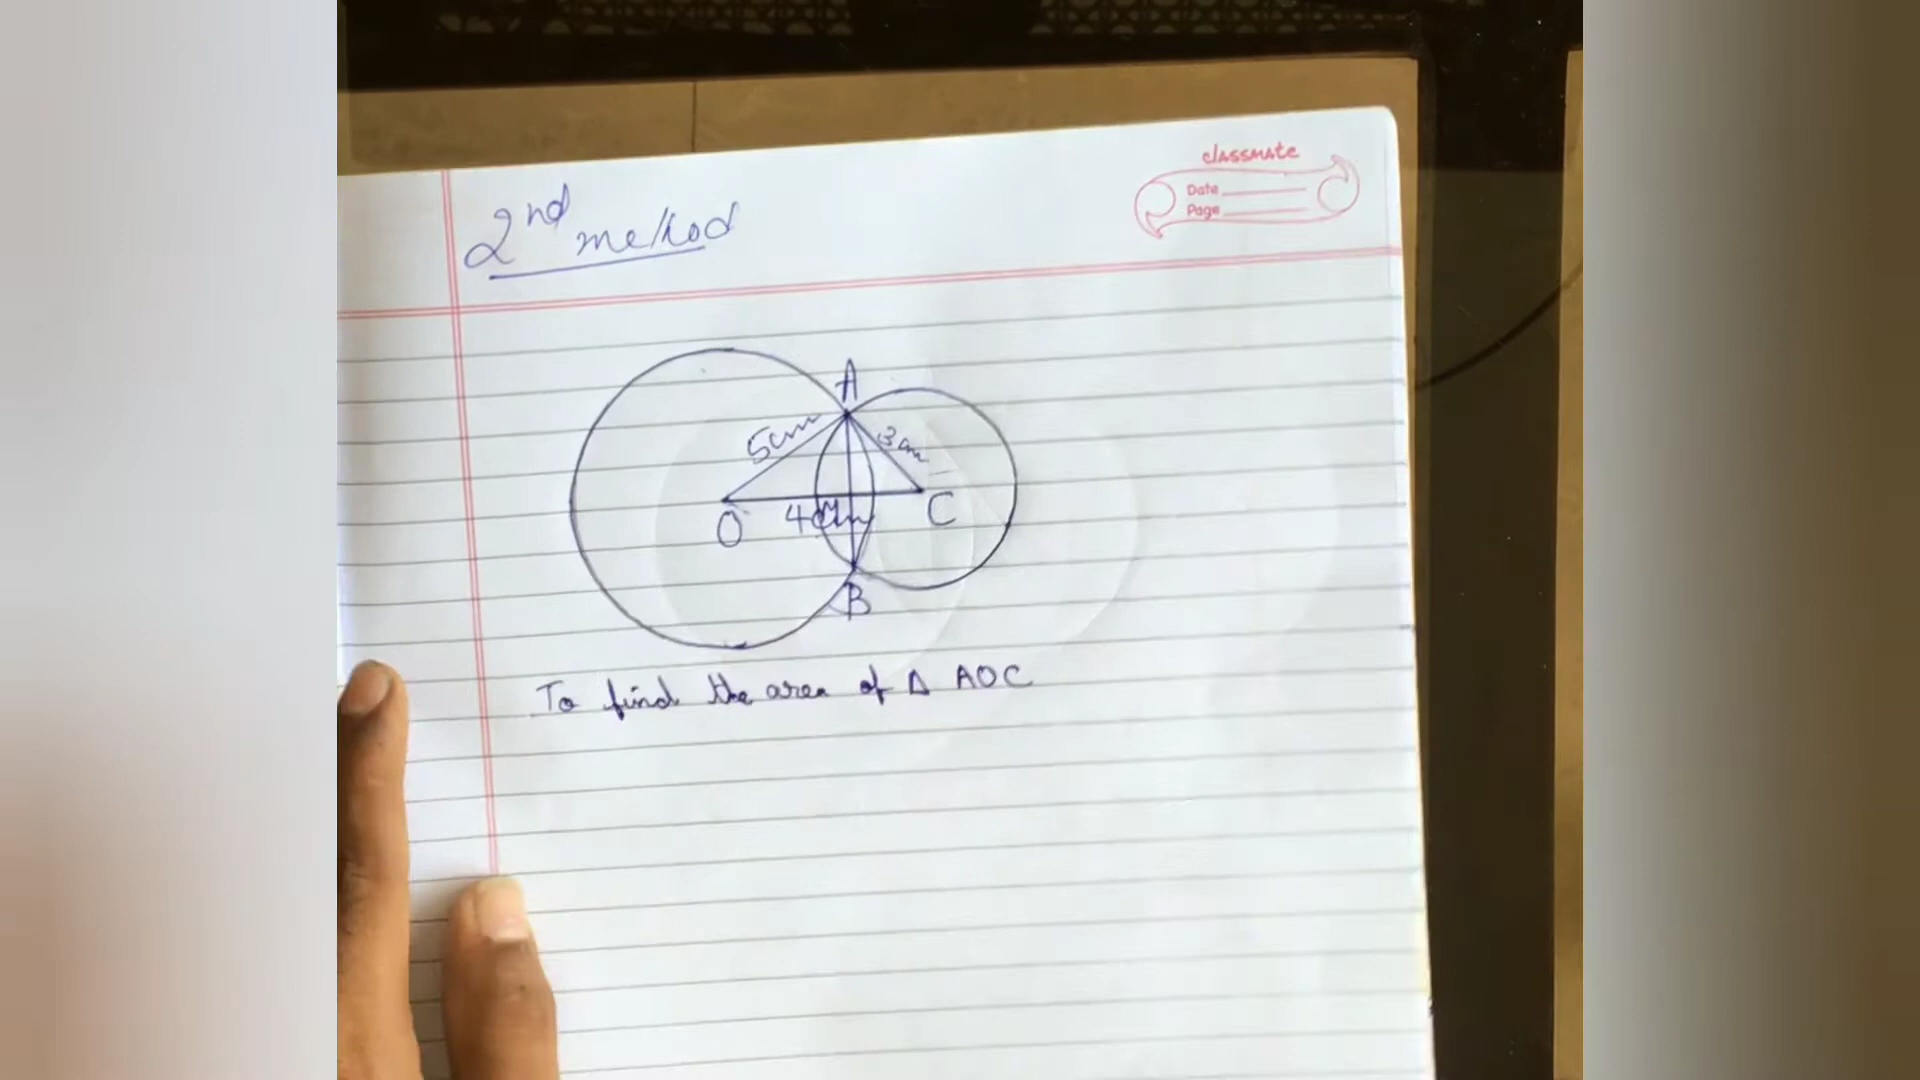 classmate
Date
Page
2nd method
A
5cm
3cm
O
4cm
M
C
B
To find the area of Δ AOC